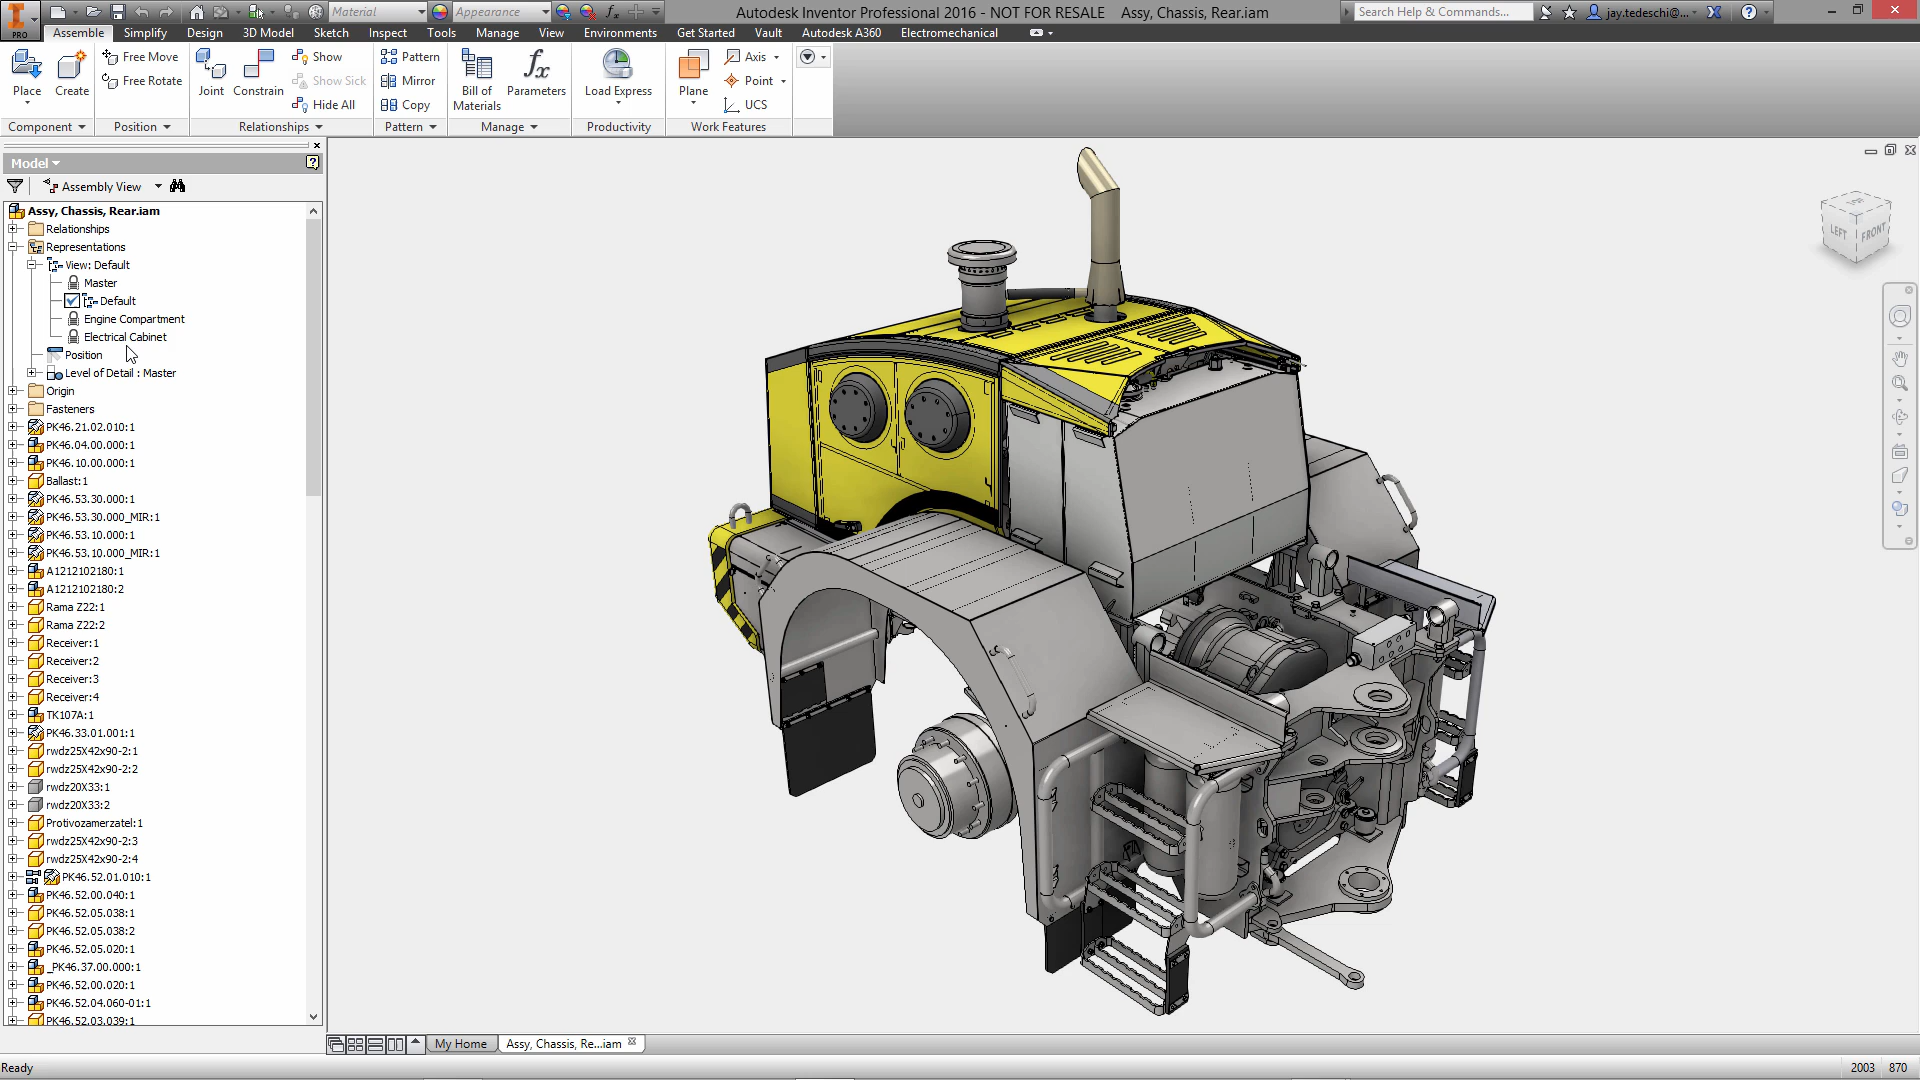 Material
Appearance
Autodesk Inventor Professional 2016 - NOT FOR RESALE Assy, Chassis, Rear.iam
Search Help & Commands...
jay.tedeschi@...
PRO
Assemble Simplify Design 3D Model Sketch Inspect Tools Manage View Environments Get Started Vault Autodesk A360 Electromechanical
Place
Create
Free Move
Free Rotate
Joint
Constrain
Show
Show Sick
Hide All
Pattern
Mirror
Copy
Bill of
Materials
Parameters
Load Express
Plane
Axis
Point
UCS
Component Position Relationships Pattern Manage Productivity Work Features
Model
Assembly View
Assy, Chassis, Rear.iam
Relationships
Representations
View: Default
Master
Default
Engine Compartment
Electrical Cabinet
Position
Level of Detail : Master
Origin
Fasteners
PK46.21.02.010:1
PK46.04.00.000:1
PK46.10.00.000:1
Ballast:1
PK46.53.30.000:1
PK46.53.30.000_MIR:1
PK46.53.10.000:1
PK46.53.10.000_MIR:1
A1212102180:1
A1212102180:2
Rama Z22:1
Rama Z22:2
Receiver:1
Receiver:2
Receiver:3
Receiver:4
TK107A:1
PK46.33.01.001:1
rwdz25X42x90-2:1
rwdz25X42x90-2:2
rwdz20X33:1
rwdz20X33:2
Protivozamerzatel:1
rwdz25X42x90-2:3
rwdz25X42x90-2:4
PK46.52.01.010:1
PK46.52.00.040:1
PK46.52.05.038:1
PK46.52.05.038:2
PK46.52.05.020:1
_PK46.37.00.000:1
PK46.52.00.020:1
PK46.52.04.060-01:1
PK46.52.03.039:1
TOP
LEFT
FRONT
My Home
Assy, Chassis, Re...iam
Ready
2003 870